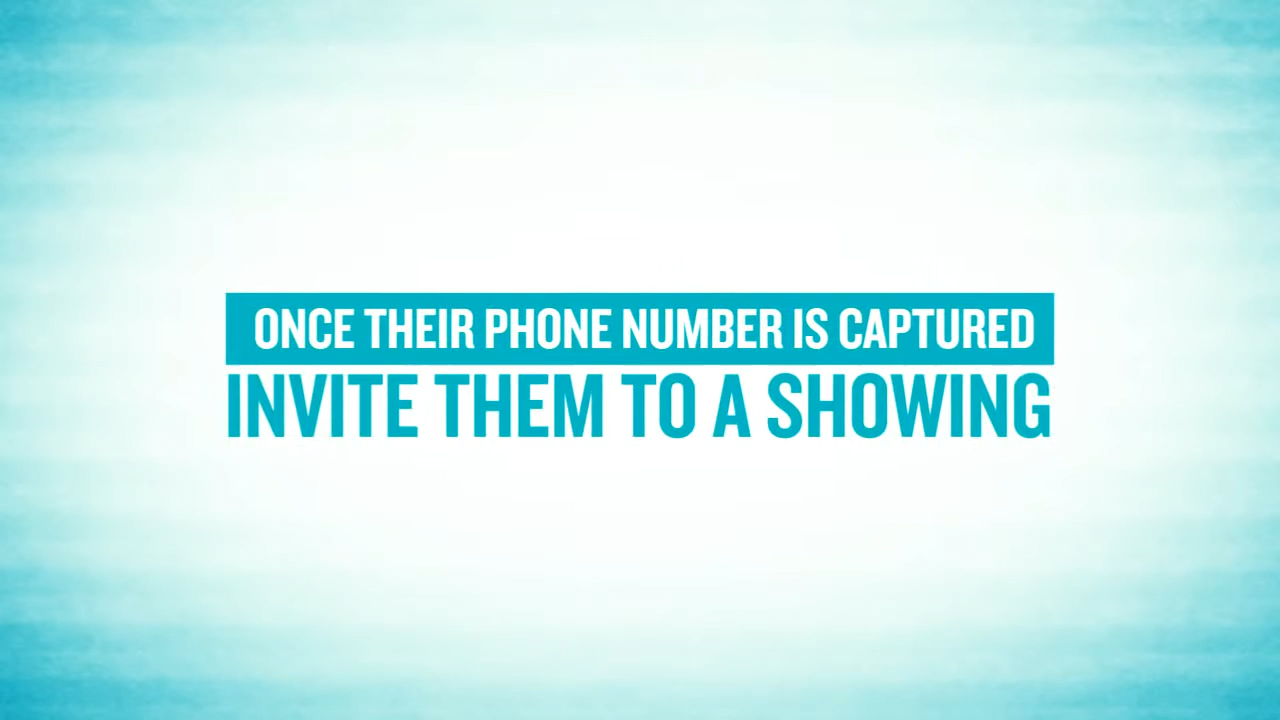 ONCE THEIR PHONE NUMBER IS CAPTURED
INVITE THEM TO A SHOWING